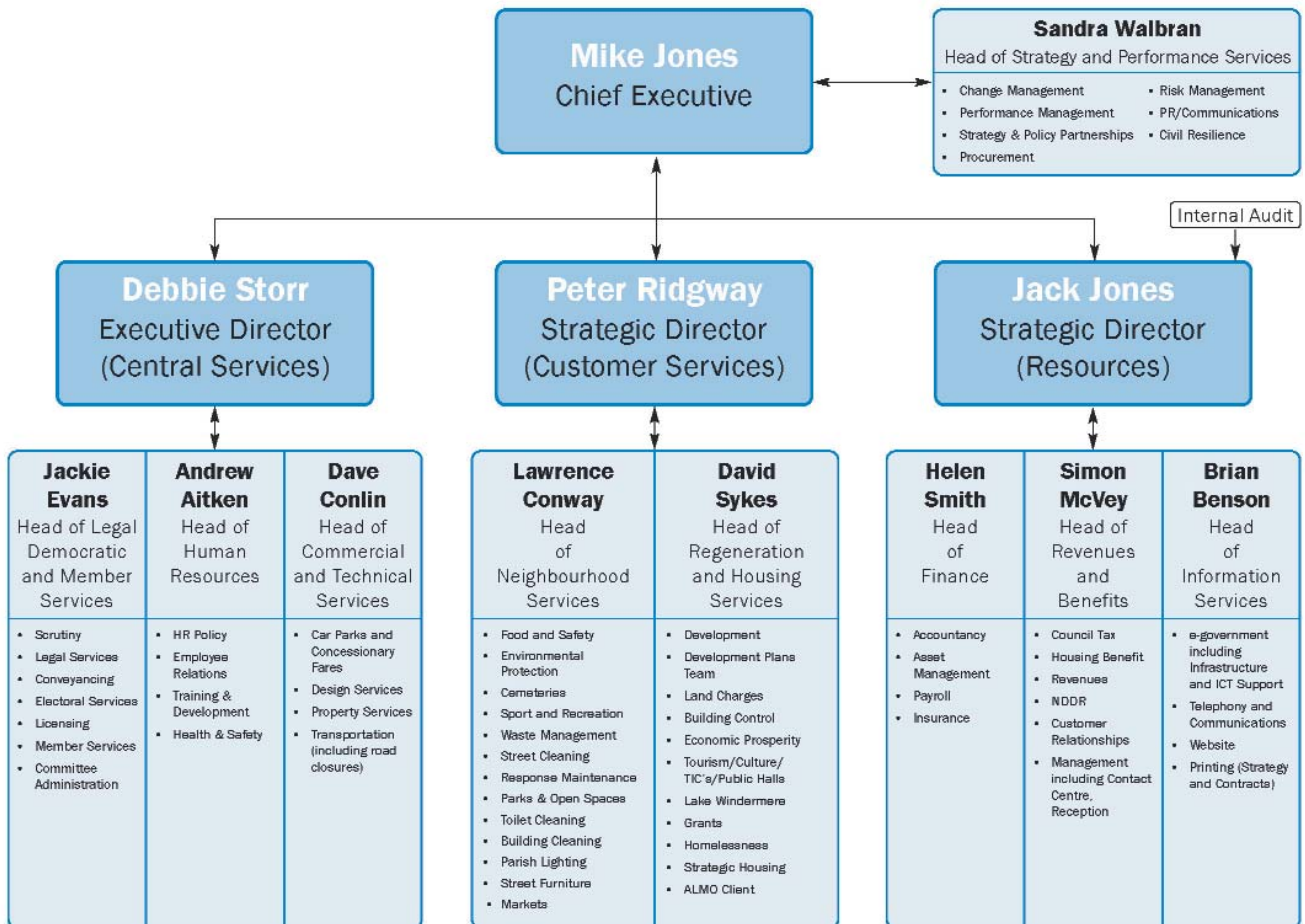 Mike Jones
Chief Executive
Sandra Walbran
Head of Strategy and Performance Services
• Change Management
• Performance Management
• Strategy & Policy Partnerships
• Procurement
• Risk Management
• PR/Communications
• Civil Resilience
Internal Audit
Debbie Storr
Executive Director
(Central Services)
Peter Ridgway
Strategic Director
(Customer Services)
Jack Jones
Strategic Director
(Resources)
Jackie
Evans
Head of Legal
Democratic
and Member
Services
• Scrutiny
• Legal Services
• Conveyancing
• Electoral Services
• Licensing
• Member Services
• Committee
Administration
Andrew
Aitken
Head of
Human
Resources
• HR Policy
• Employee
Relations
• Training &
Development
• Health & Safety
Dave
Conlin
Head of
Commercial
and Technical
Services
• Car Parks and
Concessionary
Fares
• Design Services
• Property Services
• Transportation
(including road
closures)
Lawrence
Conway
Head
of
Neighbourhood
Services
• Food and Safety
• Environmental
Protection
• Cemeteries
• Sport and Recreation
• Waste Management
• Street Cleaning
• Response Maintenance
• Parks & Open Spaces
• Toilet Cleaning
• Building Cleaning
• Parish Lighting
• Street Furniture
• Markets
David
Sykes
Head of
Regeneration
and Housing
Services
• Development
• Development Plans
Team
• Land Charges
• Building Control
• Economic Prosperity
• Tourism/Culture/
TIC's/Public Halls
• Lake Windermere
• Grants
• Homelessness
• Strategic Housing
• ALMO Client
Helen
Smith
Head
of
Finance
• Accountancy
• Asset
Management
• Payroll
• Insurance
Simon
McVey
Head of
Revenues
and
Benefits
• Council Tax
• Housing Benefit
• Revenues
• NDDR
• Customer
Relationships
• Management
including Contact
Centre,
Reception
Brian
Benson
Head
of
Information
Services
• e-government
including
Infrastructure
and ICT Support
• Telephony and
Communications
• Website
• Printing (Strategy
and Contracts)